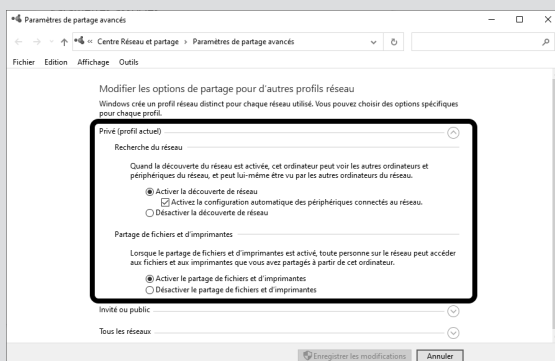 Paramètres de partage avancés
« Centre Réseau et partage > Paramètres de partage avancés
Fichier Edition Affichage Outils
Modifier les options de partage pour d'autres profils réseau
Windows crée un profil réseau distinct pour chaque réseau utilisé. Vous pouvez choisir des options spécifiques
pour chaque profil.
Privé (profil actuel)
Recherche du réseau
Quand la découverte du réseau est activée, cet ordinateur peut voir les autres ordinateurs et
périphériques du réseau, et peut lui-même être vu par les autres ordinateurs du réseau.
Activer la découverte de réseau
Activez la configuration automatique des périphériques connectés au réseau.
Désactiver la découverte de réseau
Partage de fichiers et d'imprimantes
Lorsque le partage de fichiers et d'imprimantes est activé, toute personne sur le réseau peut accéder
aux fichiers et aux imprimantes que vous avez partagés à partir de cet ordinateur.
Activer le partage de fichiers et d'imprimantes
Désactiver le partage de fichiers et d'imprimantes
Invité ou public
Tous les réseaux
Enregistrer les modifications Annuler